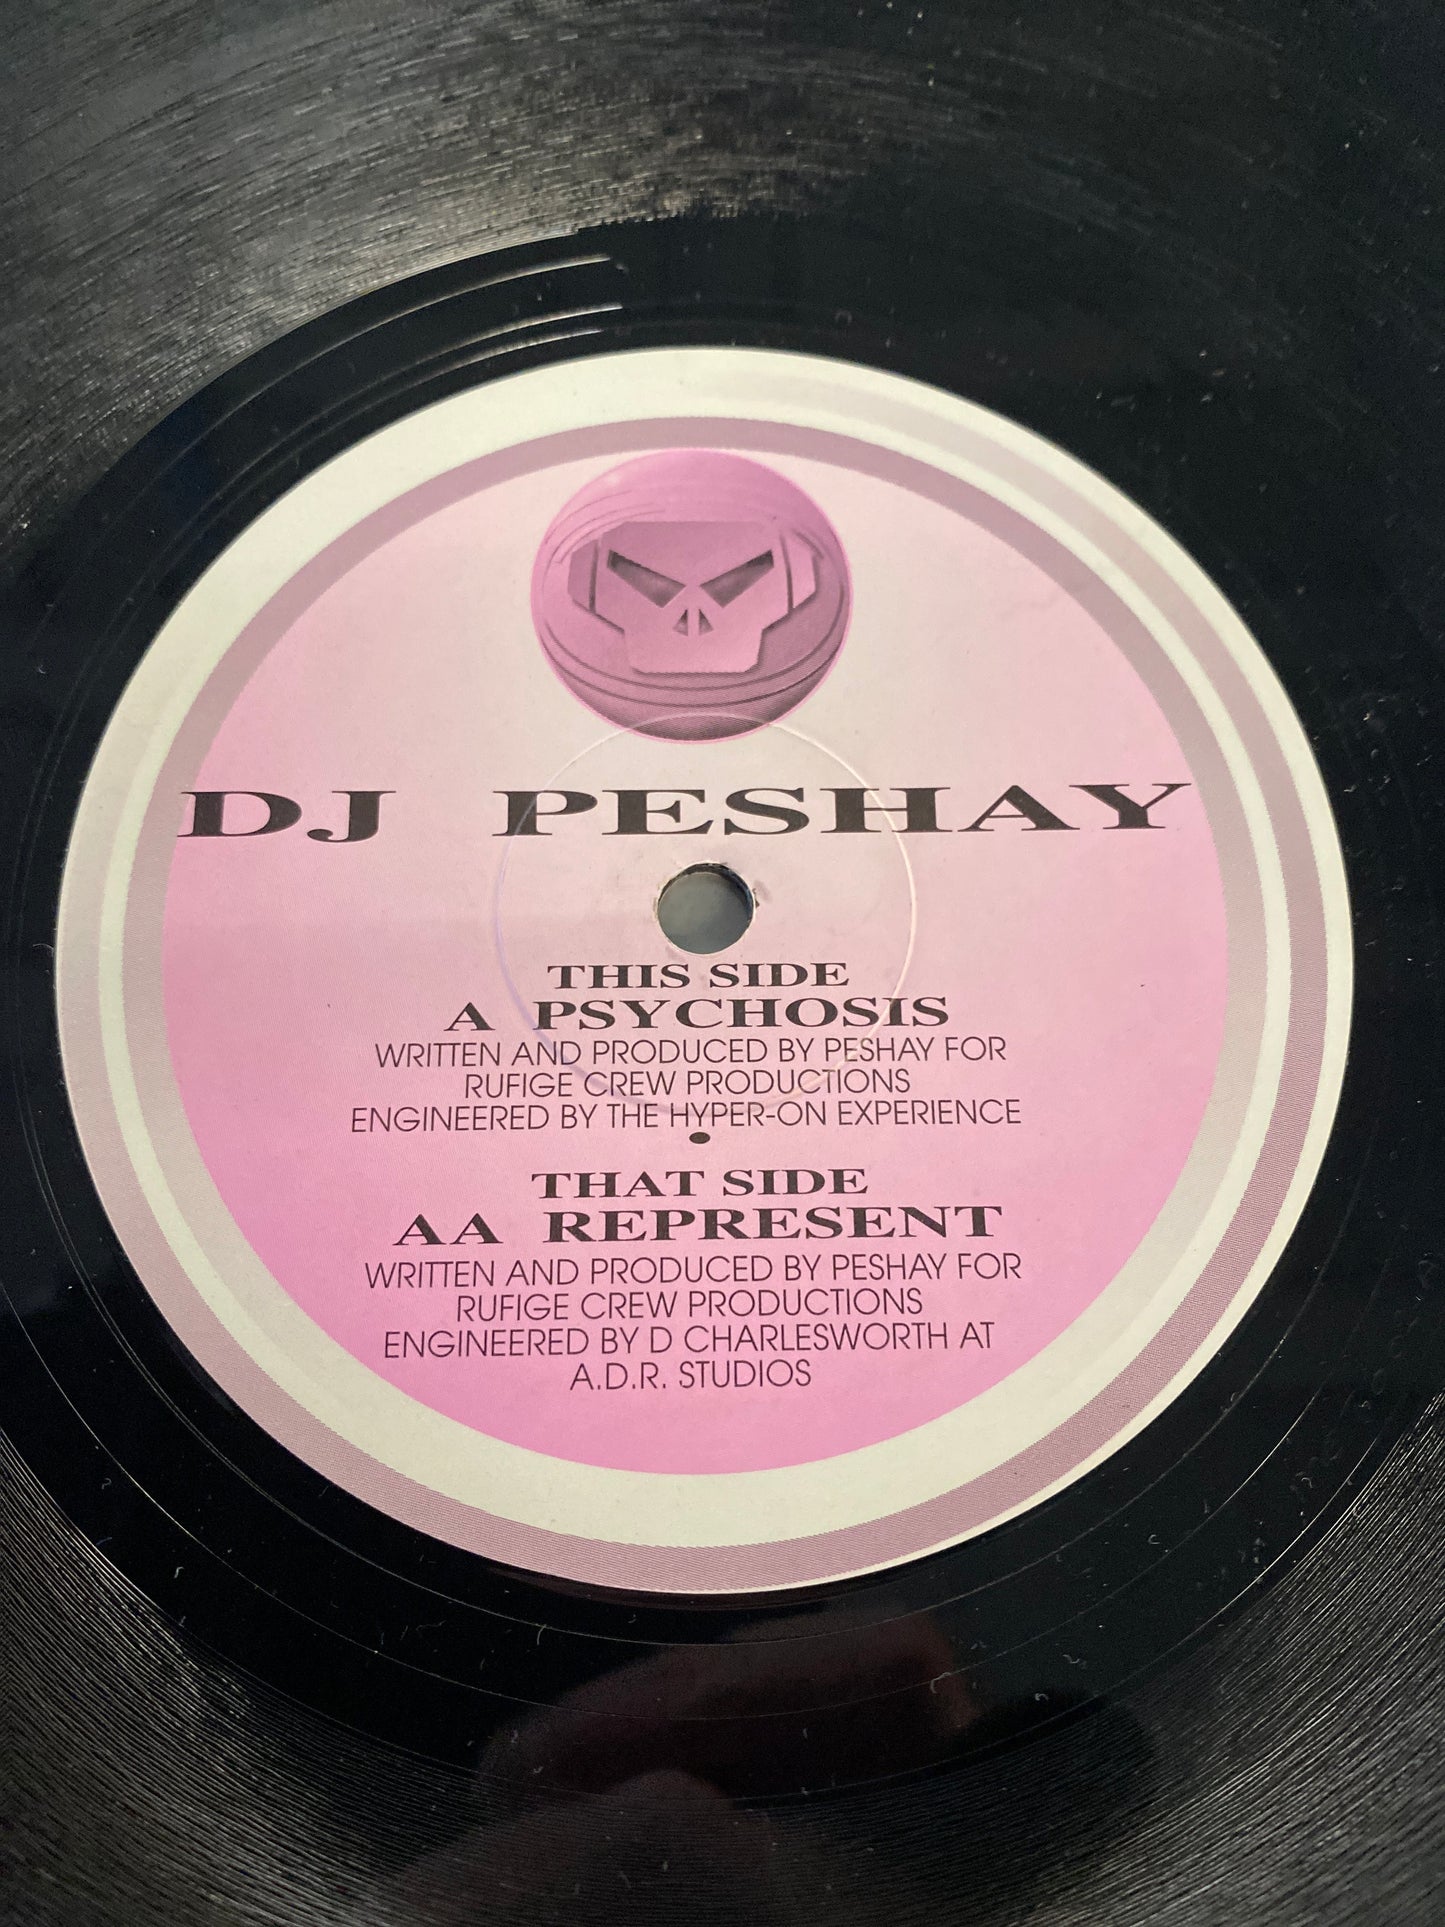 DJ PESHAY
THIS SIDE
A PSYCHOSIS
WRITTEN AND PRODUCED BY PESHAY FOR
RUFIGE CREW PRODUCTIONS
ENGINEERED BY THE HYPER-ON EXPERIENCE
•
THAT SIDE
AA REPRESENT
WRITTEN AND PRODUCED BY PESHAY FOR
RUFIGE CREW PRODUCTIONS
ENGINEERED BY D CHARLESWORTH AT
A.D.R. STUDIOS